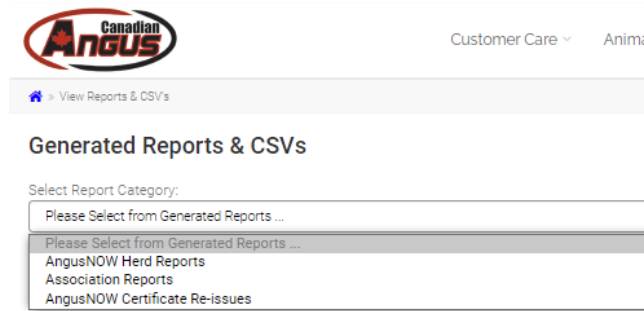 Canadian
ANGUS
Customer Care
» View Reports & CSV's
Generated Reports & CSVs
Select Report Category:
Please Select from Generated Reports ...
Please Select from Generated Reports ...
AngusNOW Herd Reports
Association Reports
AngusNOW Certificate Re-issues